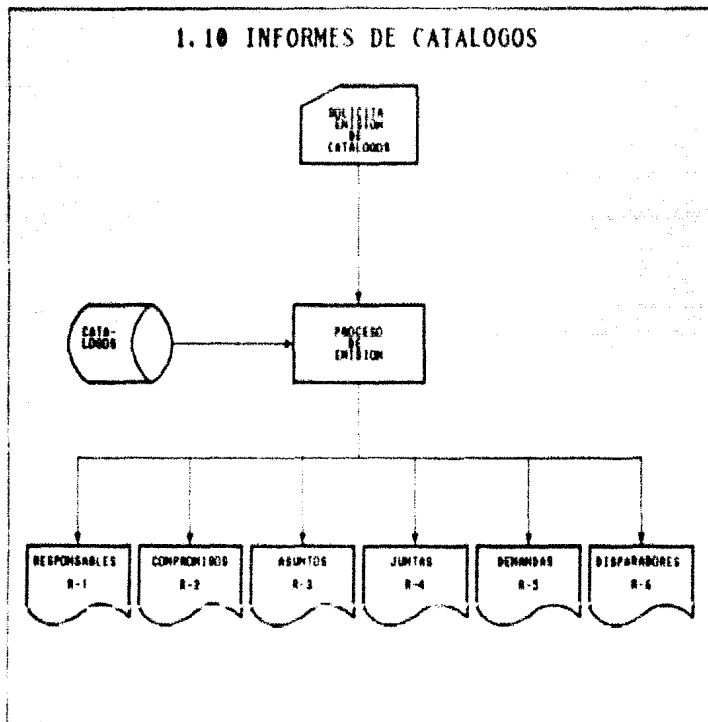 1.10 INFORMES DE CATALOGOS
SOLICITA
EMISION
DE
CATALOGOS
CATA-
LOGOS
PROCESO
DE
EMISION
RESPONSABLES
R-1
COMPROMISOS
R-2
ASUNTOS
R-3
JUNTAS
R-4
DEMANDAS
R-5
DISPARADORES
R-6